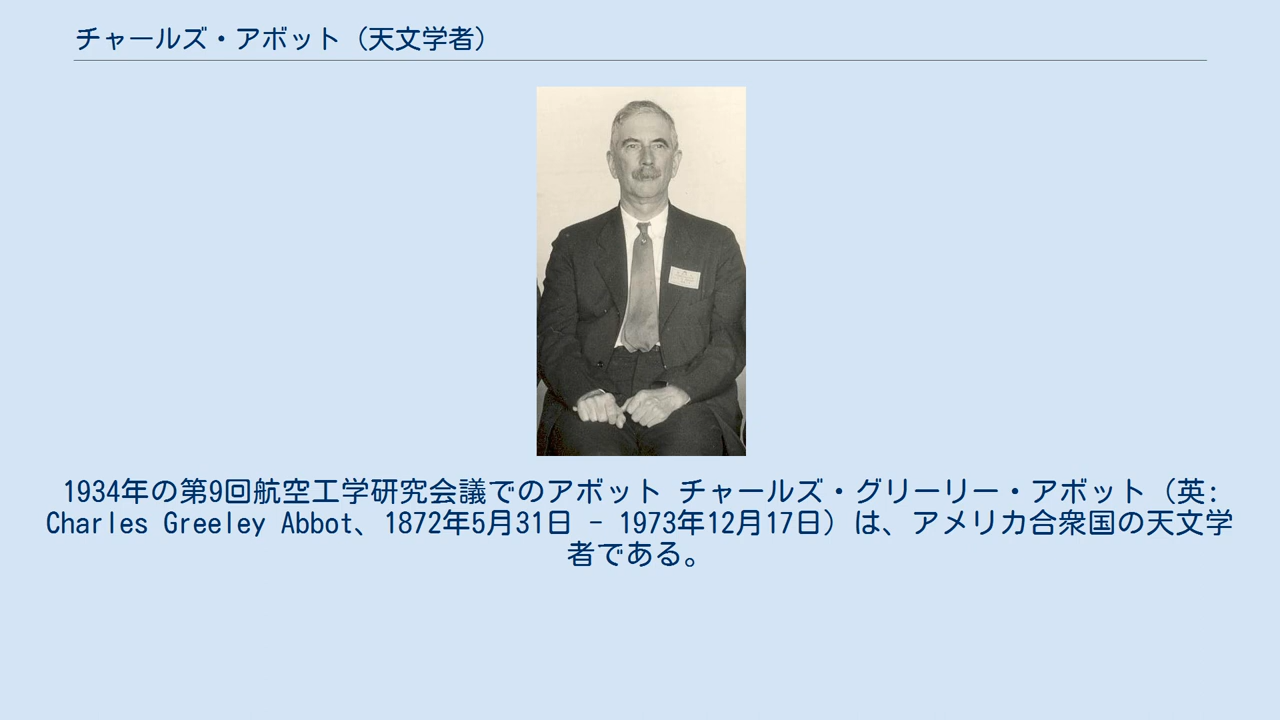 チャールズ・アボット（天文学者）
1934年の第9回航空工学研究会議でのアボット チャールズ・グリーリー・アボット（英:
Charles Greeley Abbot、1872年5月31日 - 1973年12月17日）は、アメリカ合衆国の天文学
者である。